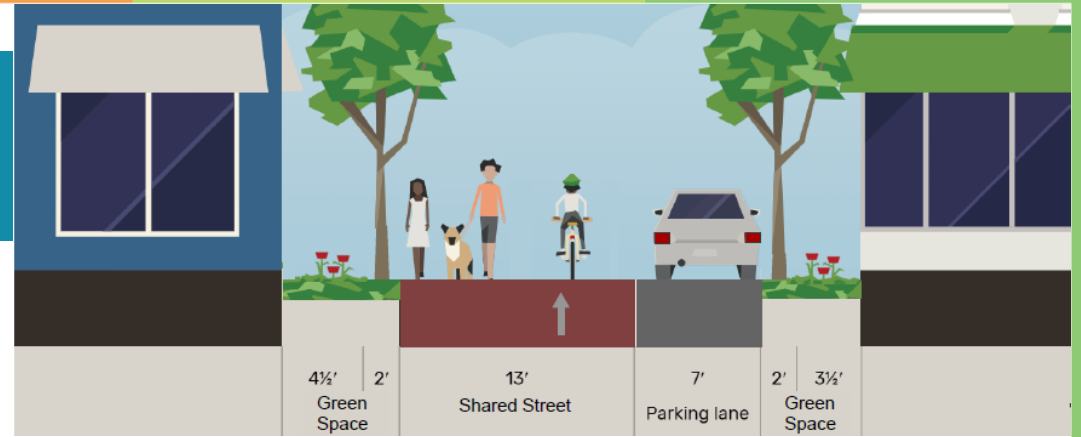 4½′ 2′ 13′ 7′ 2′ 3½′
Green
Space
Shared Street
Parking lane
Green
Space